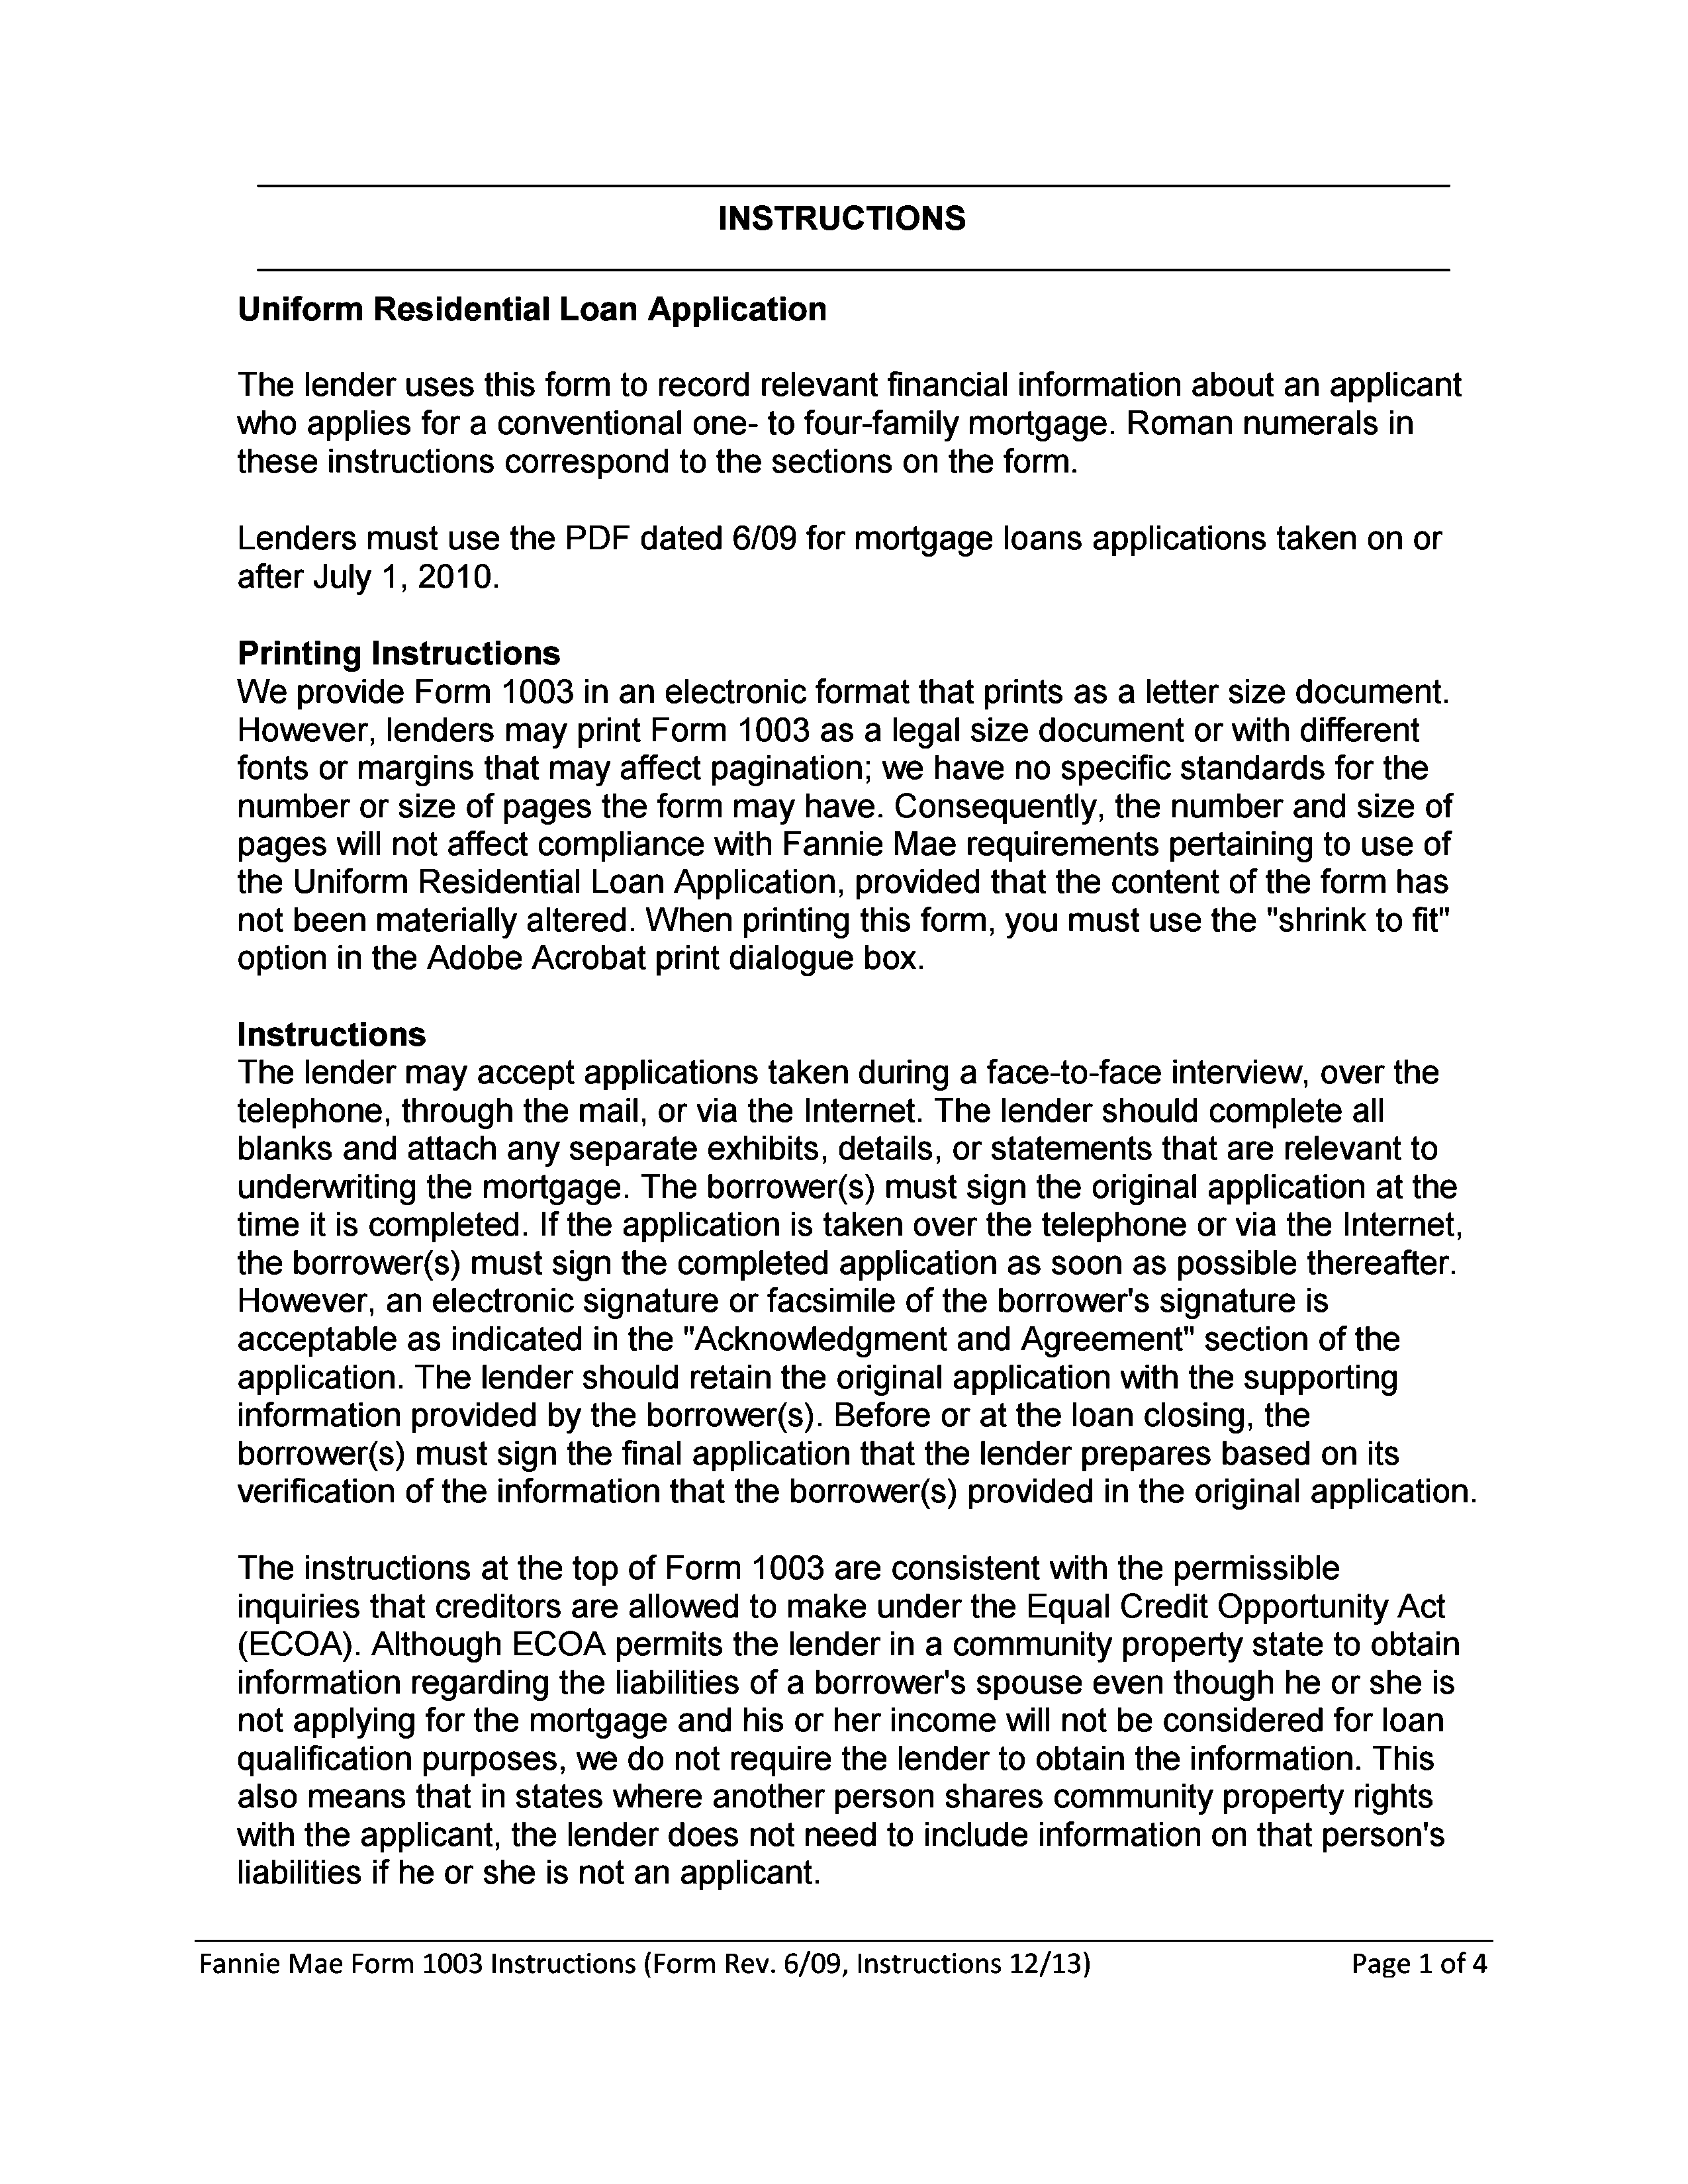 INSTRUCTIONS
Uniform Residential Loan Application
The lender uses this form to record relevant financial information about an applicant
who applies for a conventional one- to four-family mortgage. Roman numerals in
these instructions correspond to the sections on the form.
Lenders must use the PDF dated 6/09 for mortgage loans applications taken on or
after July 1, 2010.
Printing Instructions
We provide Form 1003 in an electronic format that prints as a letter size document.
However, lenders may print Form 1003 as a legal size document or with different
fonts or margins that may affect pagination; we have no specific standards for the
number or size of pages the form may have. Consequently, the number and size of
pages will not affect compliance with Fannie Mae requirements pertaining to use of
the Uniform Residential Loan Application, provided that the content of the form has
not been materially altered. When printing this form, you must use the "shrink to fit"
option in the Adobe Acrobat print dialogue box.
Instructions
The lender may accept applications taken during a face-to-face interview, over the
telephone, through the mail, or via the Internet. The lender should complete all
blanks and attach any separate exhibits, details, or statements that are relevant to
underwriting the mortgage. The borrower(s) must sign the original application at the
time it is completed. If the application is taken over the telephone or via the Internet,
the borrower(s) must sign the completed application as soon as possible thereafter.
However, an electronic signature or facsimile of the borrower's signature is
acceptable as indicated in the "Acknowledgment and Agreement" section of the
application. The lender should retain the original application with the supporting
information provided by the borrower(s). Before or at the loan closing, the
borrower(s) must sign the final application that the lender prepares based on its
verification of the information that the borrower(s) provided in the original application.
The instructions at the top of Form 1003 are consistent with the permissible
inquiries that creditors are allowed to make under the Equal Credit Opportunity Act
(ECOA). Although ECOA permits the lender in a community property state to obtain
information regarding the liabilities of a borrower's spouse even though he or she is
not applying for the mortgage and his or her income will not be considered for loan
qualification purposes, we do not require the lender to obtain the information. This
also means that in states where another person shares community property rights
with the applicant, the lender does not need to include information on that person's
liabilities if he or she is not an applicant.
Fannie Mae Form 1003 Instructions (Form Rev. 6/09, Instructions 12/13) Page 1 of 4